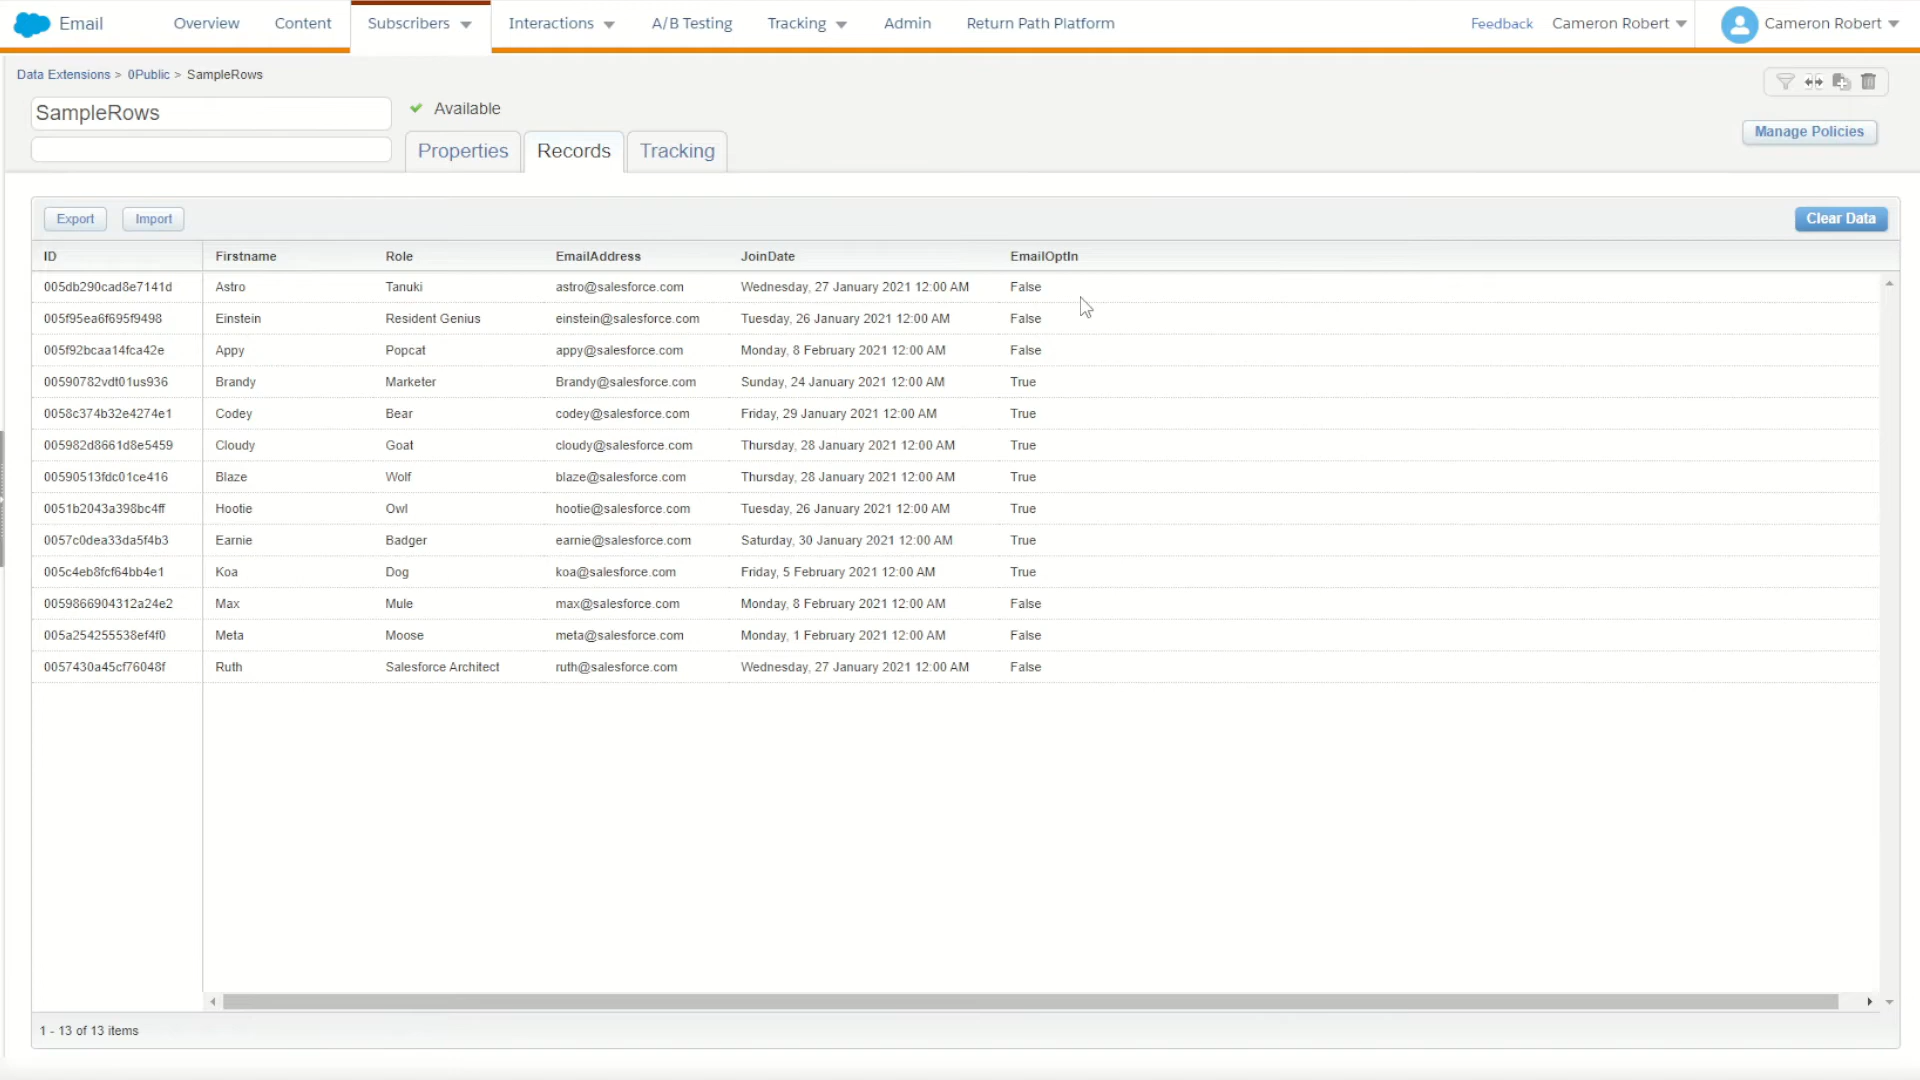 Email Overview Content Subscribers Interactions A/B Testing Tracking Admin Return Path Platform Feedback Cameron Robert Cameron Robert
Data Extensions > 0Public > SampleRows
SampleRows Available
Properties Records Tracking Manage Policies
Export Import Clear Data
ID Firstname Role EmailAddress JoinDate EmailOptIn
005db290cad8e7141d Astro Tanuki astro@salesforce.com Wednesday, 27 January 2021 12:00 AM False
005f95ea6f695f9498 Einstein Resident Genius einstein@salesforce.com Tuesday, 26 January 2021 12:00 AM False
005f92bcaa14fca42e Appy Popcat appy@salesforce.com Monday, 8 February 2021 12:00 AM False
00590782vdt01us936 Brandy Marketer Brandy@salesforce.com Sunday, 24 January 2021 12:00 AM True
0058c374b32e4274e1 Codey Bear codey@salesforce.com Friday, 29 January 2021 12:00 AM True
005982d8661d8e5459 Cloudy Goat cloudy@salesforce.com Thursday, 28 January 2021 12:00 AM True
00590513fdc01ce416 Blaze Wolf blaze@salesforce.com Thursday, 28 January 2021 12:00 AM True
0051b2043a398bc4ff Hootie Owl hootie@salesforce.com Tuesday, 26 January 2021 12:00 AM True
0057c0dea33da5f4b3 Earnie Badger earnie@salesforce.com Saturday, 30 January 2021 12:00 AM True
005c4eb8fcf64bb4e1 Koa Dog koa@salesforce.com Friday, 5 February 2021 12:00 AM True
0059866904312a24e2 Max Mule max@salesforce.com Monday, 8 February 2021 12:00 AM False
005a254255538ef4f0 Meta Moose meta@salesforce.com Monday, 1 February 2021 12:00 AM False
0057430a45cf76048f Ruth Salesforce Architect ruth@salesforce.com Wednesday, 27 January 2021 12:00 AM False
1 - 13 of 13 items